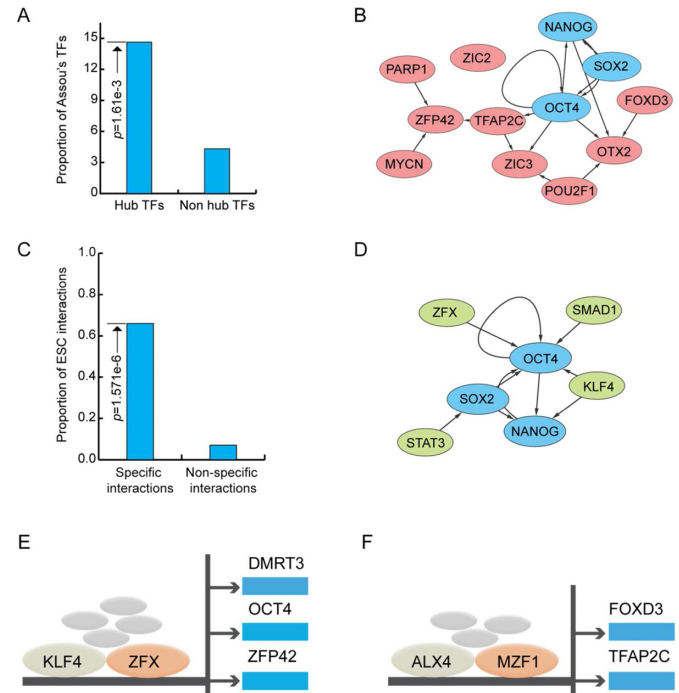 A
Proportion of Assou's TFs
15
12
9
6
3
0
p=1.61e-3
Hub TFs
Non hub TFs
B
NANOG
SOX2
ZIC2
PARP1
OCT4
FOXD3
ZFP42
TFAP2C
OTX2
MYCN
ZIC3
POU2F1
C
Proportion of ESC interactions
1.0
0.8
0.6
0.4
0.2
0.0
p=1.571e-6
Specific
interactions
Non-specific
interactions
D
ZFX
SMAD1
OCT4
KLF4
SOX2
NANOG
STAT3
E
DMRT3
OCT4
ZFP42
KLF4
ZFX
F
FOXD3
TFAP2C
ALX4
MZF1